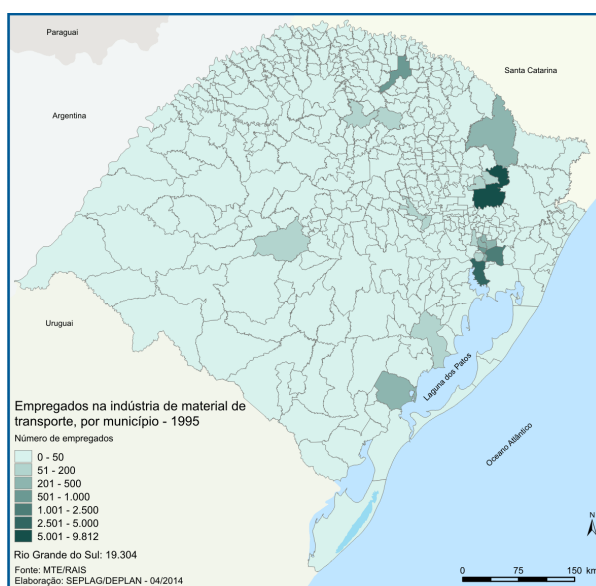 Paraguai
Santa Catarina
Argentina
Uruguai
Laguna dos Patos
Oceano Atlântico
Empregados na indústria de material de
transporte, por município - 1995
Número de empregados
0 - 50
51 - 200
201 - 500
501 - 1.000
1.001 - 2.500
2.501 - 5.000
5.001 - 9.812
Rio Grande do Sul: 19.304
Fonte: MTE/RAIS
Elaboração: SEPLAG/DEPLAN - 04/2014
N
0 75 150 km